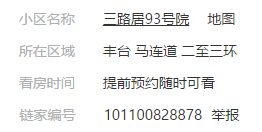 小区名称 三路居93号院 地图
所在区域 丰台 马连道 二至三环
看房时间 提前预约随时可看
链家编号 101100828878 举报